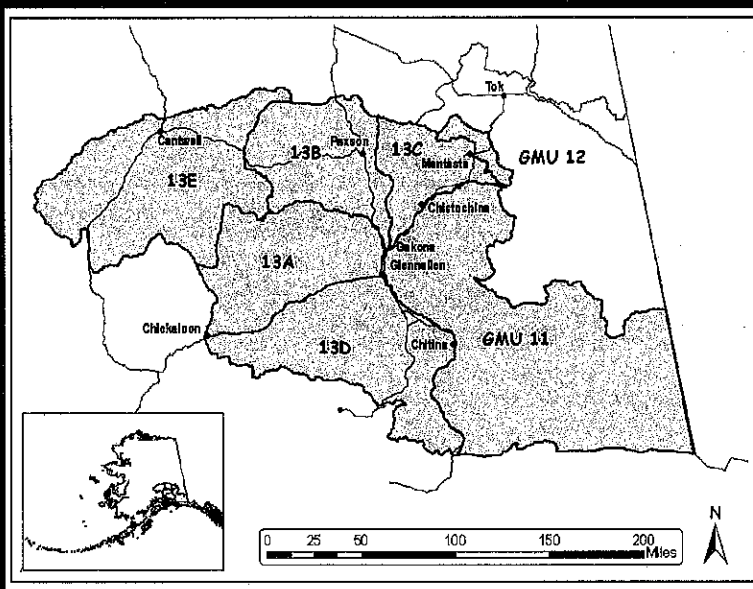 Tok
Cantwell
Paxson
13B
13C
Mentasta
GMU 12
13E
Chistochina
Gakona
13A
Glennallen
Chickaloon
13D
Chitina
GMU 11
N
0 25 50 100 150 200
Miles